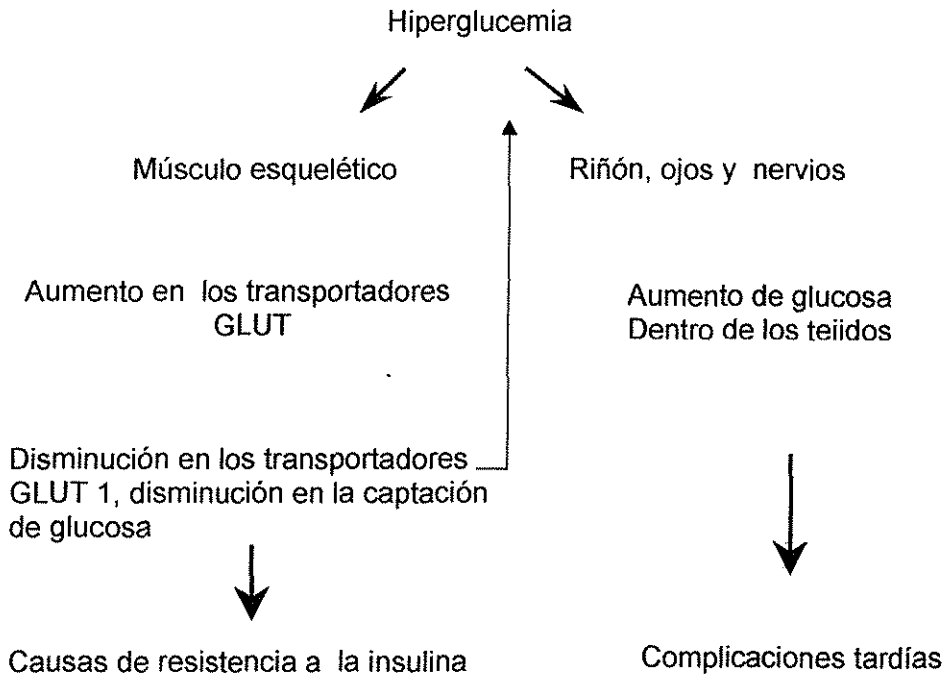 Hiperglucemia
Músculo esquelético
Riñón, ojos y nervios
Aumento en los transportadores
GLUT
Aumento de glucosa
Dentro de los teiidos
Disminución en los transportadores
GLUT 1, disminución en la captación
de glucosa
Causas de resistencia a la insulina
Complicaciones tardías